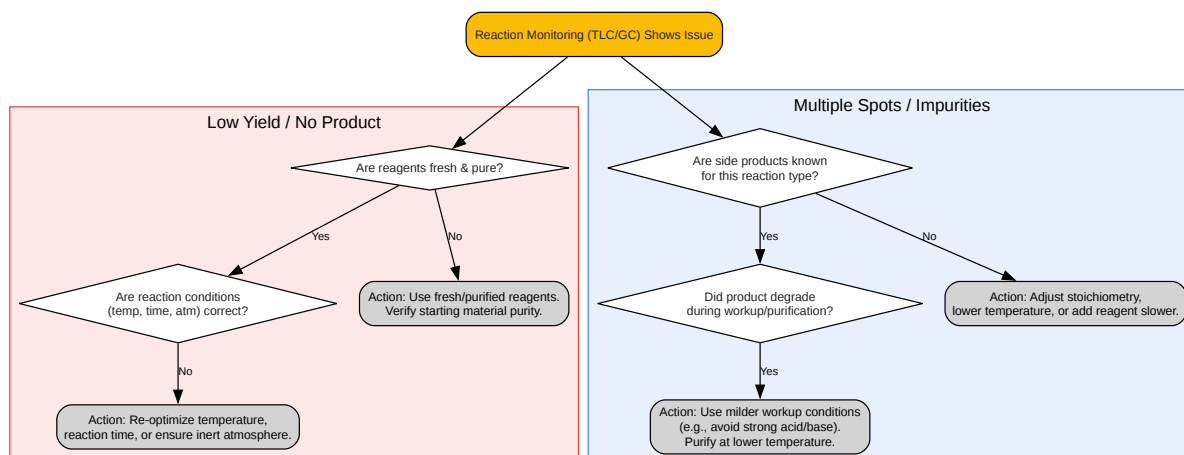 Reaction Monitoring (TLC/GC) Shows Issue
Low Yield / No Product
Are reagents fresh & pure?
Yes
No
Are reaction conditions
(temp, time, atm) correct?
Action: Use fresh/purified reagents.
Verify starting material purity.
No
Action: Re-optimize temperature,
reaction time, or ensure inert atmosphere.
Multiple Spots / Impurities
Are side products known
for this reaction type?
Yes
No
Did product degrade
during workup/purification?
Action: Adjust stoichiometry,
lower temperature, or add reagent slower.
Yes
Action: Use milder workup conditions
(e.g., avoid strong acid/base).
Purify at lower temperature.